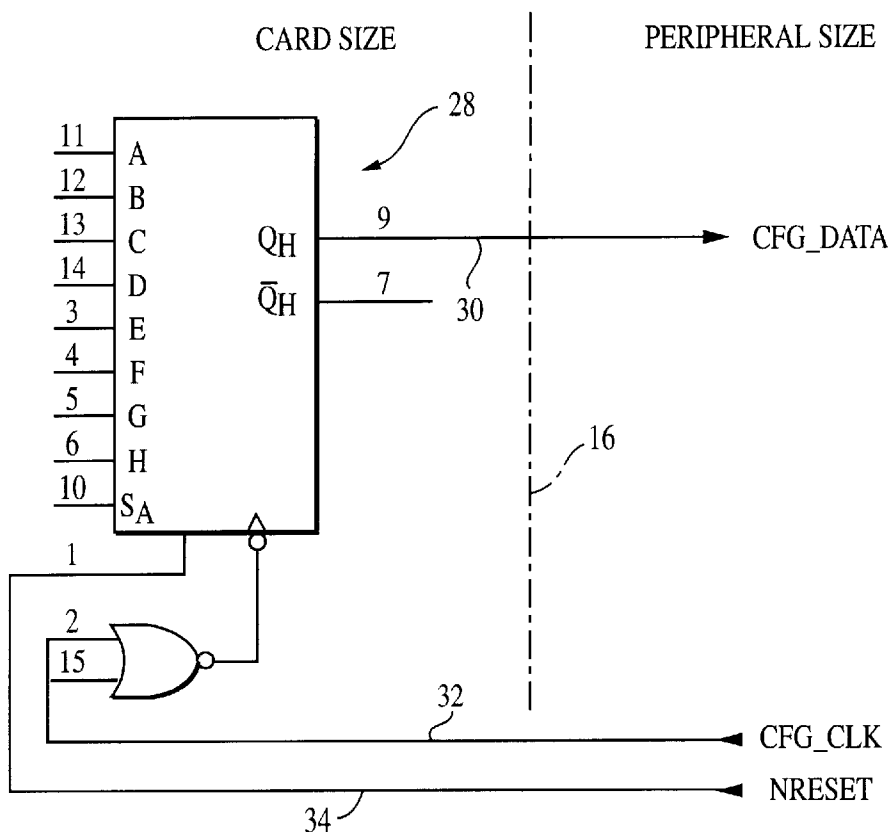 CARD SIZE PERIPHERAL SIZE
28
11 A
12 B
13 C
14 D
3 E
4 F
5 G
6 H
10 SA
QH 9
Q̅H 7
30
CFG_DATA
16
1
2
15
32
CFG_CLK
NRESET
34